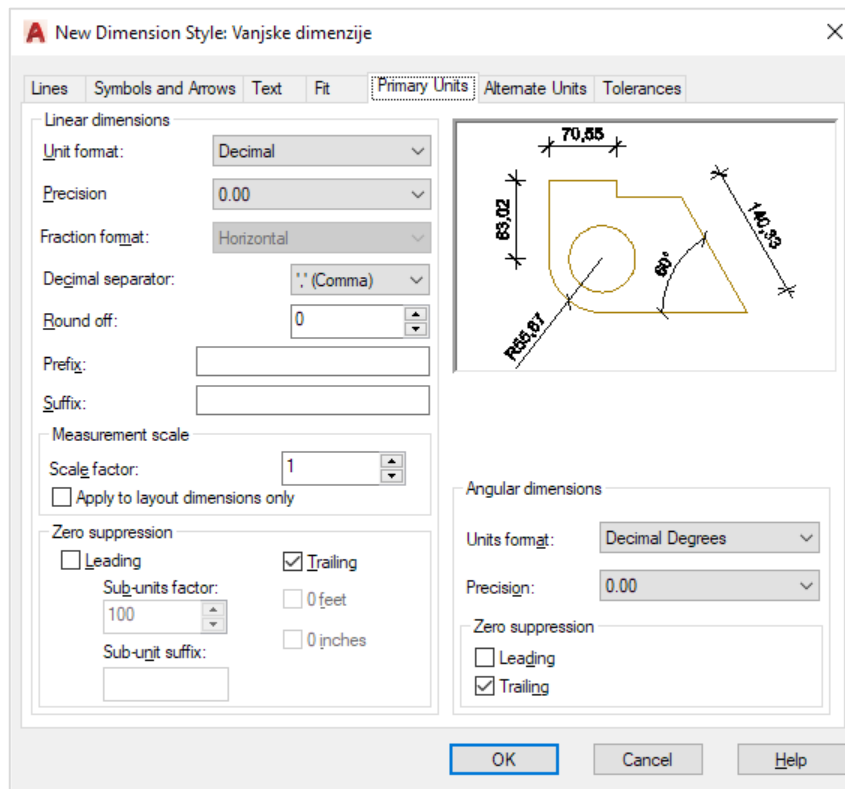 New Dimension Style: Vanjske dimenzije
Lines Symbols and Arrows Text Fit Primary Units Alternate Units Tolerances
Linear dimensions
Unit format: Decimal
Precision 0.00
Fraction format: Horizontal
Decimal separator: ',' (Comma)
Round off: 0
Prefix:
Suffix:
Measurement scale
Scale factor: 1
Apply to layout dimensions only
Zero suppression
Leading Trailing
Sub-units factor: 0 feet
100
0 inches
Sub-unit suffix:
70,55
63,02
140,33
60°
R55,67
Angular dimensions
Units format: Decimal Degrees
Precision: 0.00
Zero suppression
Leading
Trailing
OK Cancel Help